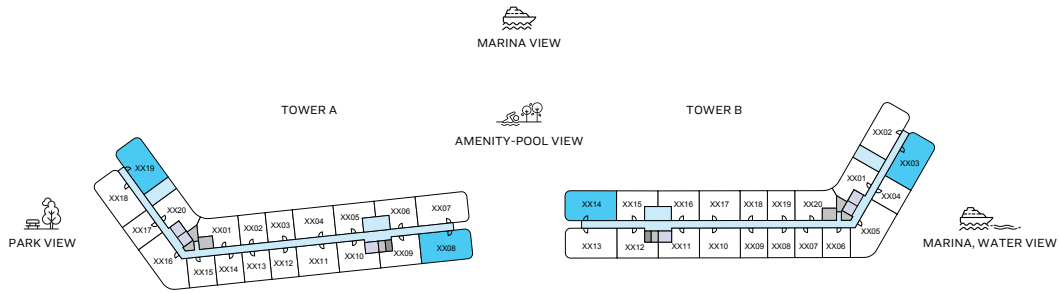 MARINA VIEW
TOWER A
TOWER B
AMENITY-POOL VIEW
PARK VIEW
MARINA, WATER VIEW
XX19
XX18
XX20
XX17
XX16
XX01
XX02
XX03
XX04
XX05
XX06
XX07
XX15
XX14
XX13
XX12
XX11
XX10
XX09
XX08
XX02
XX03
XX01
XX04
XX05
XX14
XX15
XX16
XX17
XX18
XX19
XX20
XX13
XX12
XX11
XX10
XX09
XX08
XX07
XX06